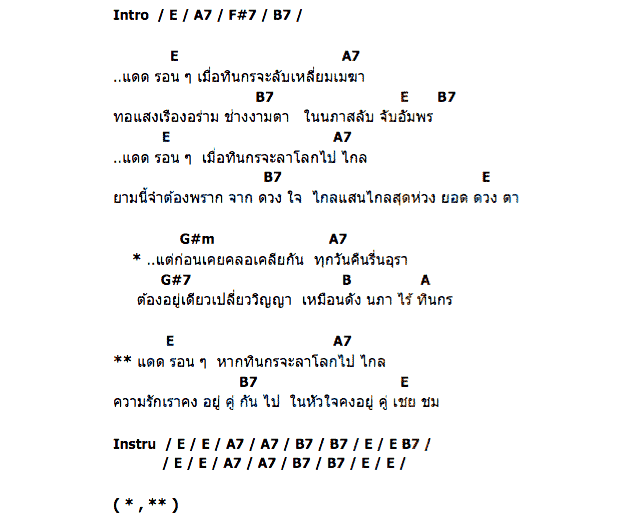 Intro / E / A7 / F#7 / B7 /
E A7
..แดด รอน ๆ เมื่อทินกรจะลับเหลี่ยมเมฆา
B7 E B7
ทอแสงเรืองอร่าม ช่างงามตา ในนภาสลับ จับอัมพร
E A7
..แดด รอน ๆ เมื่อทินกรจะลาโลกไป ไกล
B7 E
ยามนี้จำต้องพราก จาก ดวง ใจ ไกลแสนไกลสุดห่วง ยอด ดวง ตา
G#m A7
* ..แต่ก่อนเคยคลอเคลียกัน ทุกวันคืนรื่นอุรา
G#7 B A
ต้องอยู่เดียวเปลี่ยววิญญา เหมือนดัง นภา ไร้ ทินกร
E A7
** แดด รอน ๆ หากทินกรจะลาโลกไป ไกล
B7 E
ความรักเราคง อยู่ คู่ กัน ไป ในหัวใจคงอยู่ คู่ เชย ชม
Instru / E / E / A7 / A7 / B7 / B7 / E / E B7 /
/ E / E / A7 / A7 / B7 / B7 / E / E /
( * , ** )